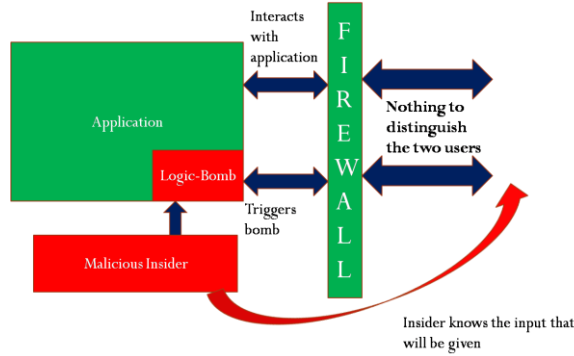 Interacts
with
application
FIREWALL
Nothing to
distinguish
the two users
Application
Logic-Bomb
Triggers
bomb
Malicious Insider
Insider knows the input that
will be given